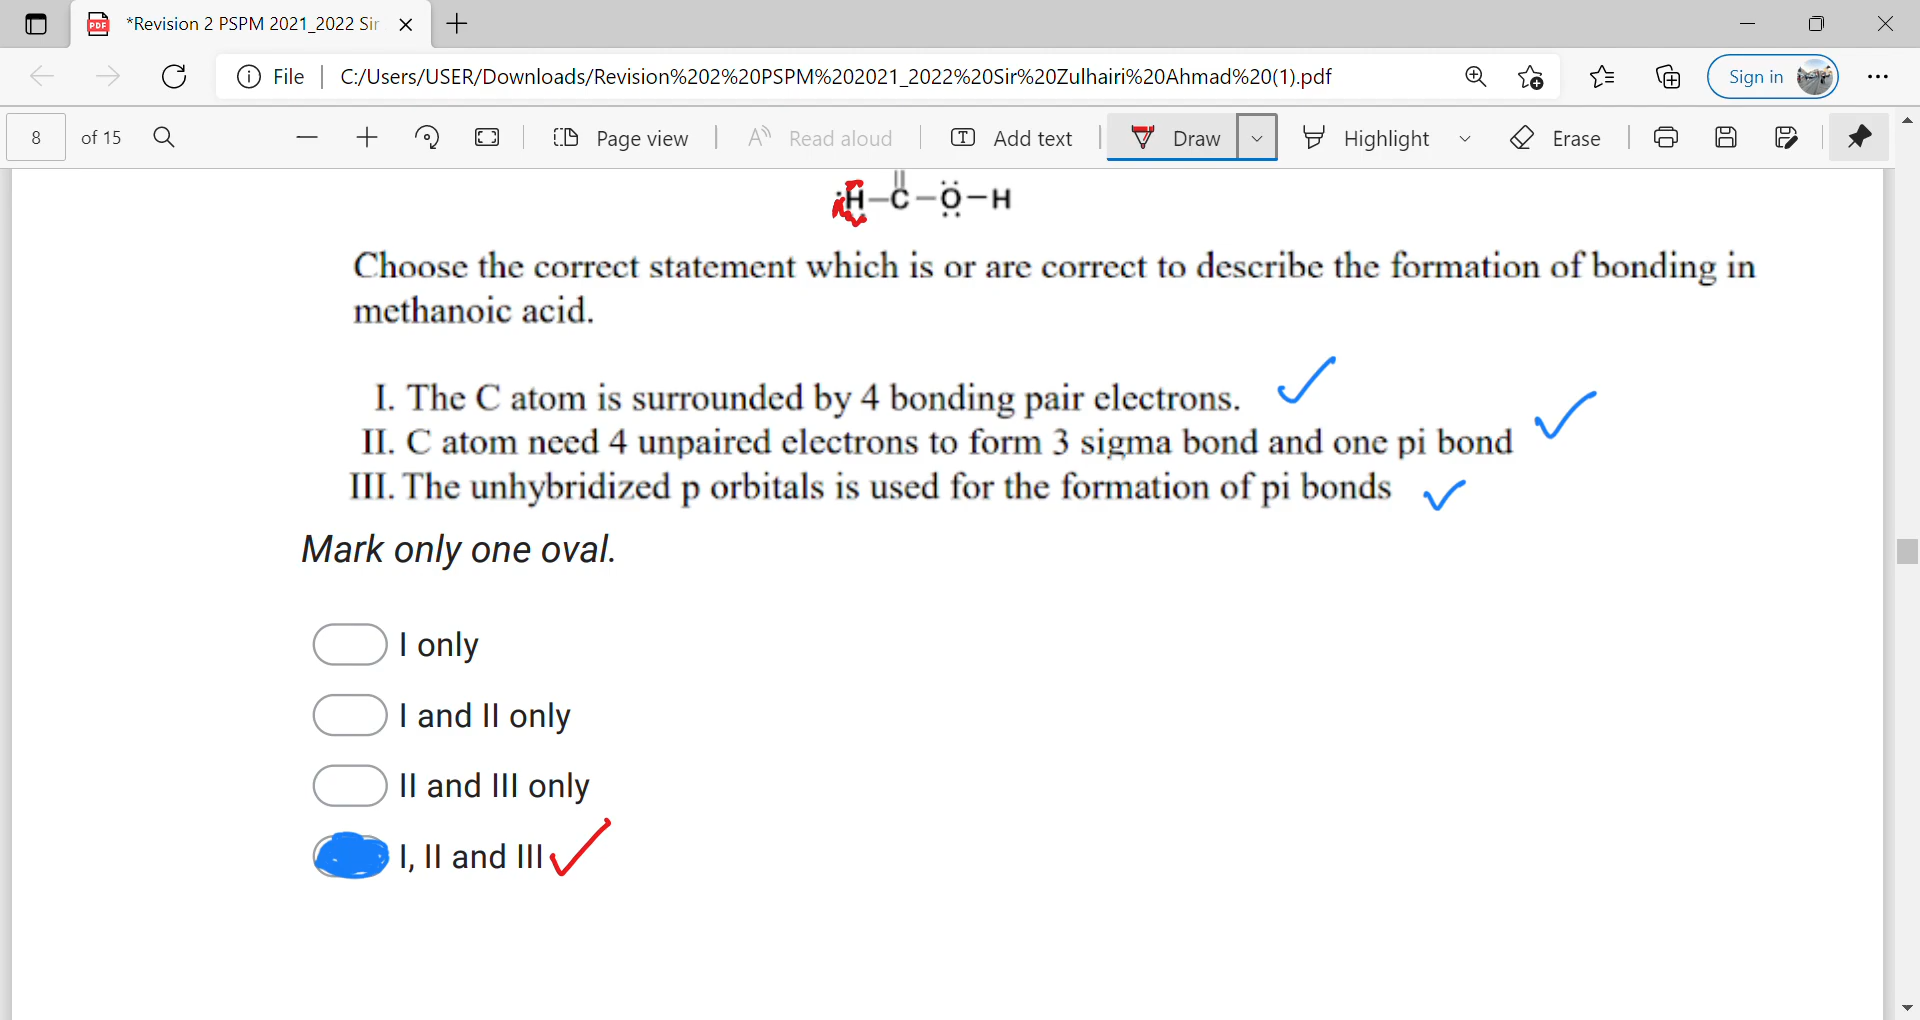 *Revision 2 PSPM 2021_2022 Sir
File | C:/Users/USER/Downloads/Revision%202%20PSPM%202021_2022%20Sir%20Zulhairi%20Ahmad%20(1).pdf
Sign in
8 of 15
Page view
Read aloud
Add text
Draw
Highlight
Erase
H–C–Ö–H
Choose the correct statement which is or are correct to describe the formation of bonding in
methanoic acid.
I. The C atom is surrounded by 4 bonding pair electrons.
II. C atom need 4 unpaired electrons to form 3 sigma bond and one pi bond
III. The unhybridized p orbitals is used for the formation of pi bonds
Mark only one oval.
I only
I and II only
II and III only
I, II and III